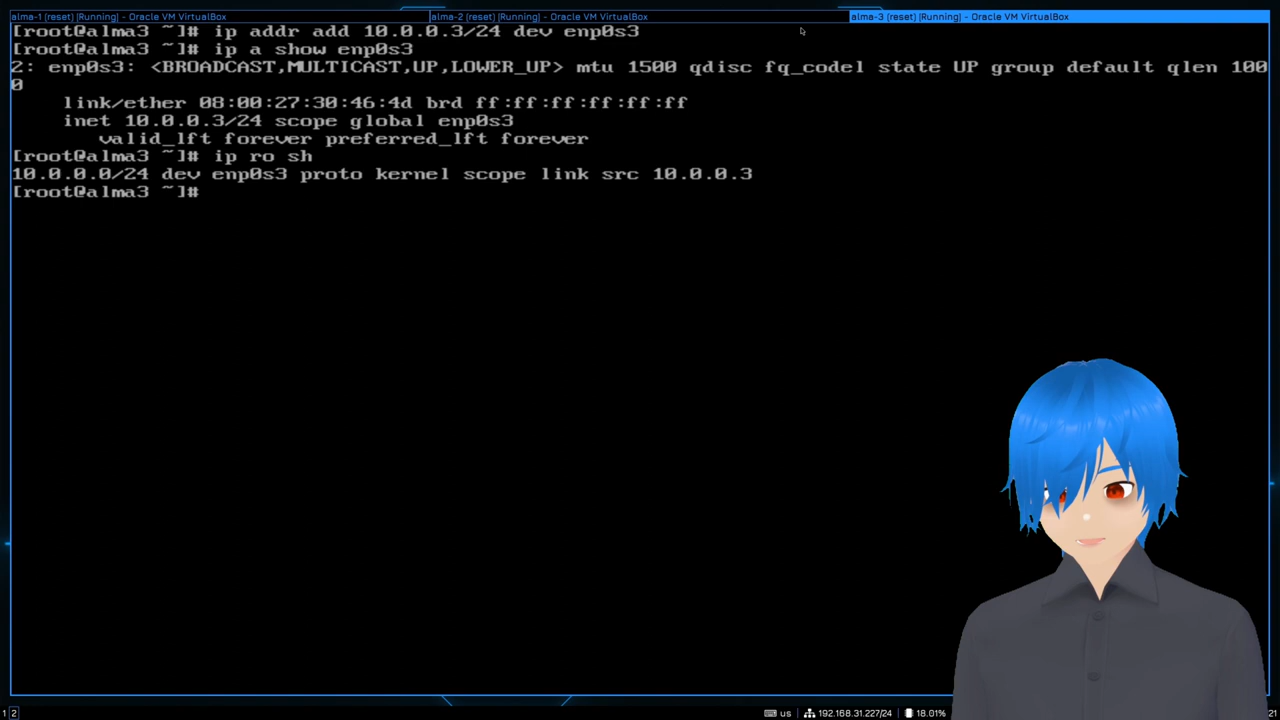 alma-1 (reset) [Running] - Oracle VM VirtualBox
alma-2 (reset) [Running] - Oracle VM VirtualBox
alma-3 (reset) [Running] - Oracle VM VirtualBox
[root@alma3 ~]# ip addr add 10.0.0.3/24 dev enp0s3
[root@alma3 ~]# ip a show enp0s3
2: enp0s3: <BROADCAST,MULTICAST,UP,LOWER_UP> mtu 1500 qdisc fq_codel state UP group default qlen 100
0
link/ether 08:00:27:30:46:4d brd ff:ff:ff:ff:ff:ff
inet 10.0.0.3/24 scope global enp0s3
valid_lft forever preferred_lft forever
[root@alma3 ~]# ip ro sh
10.0.0.0/24 dev enp0s3 proto kernel scope link src 10.0.0.3
[root@alma3 ~]#
1 2 us 192.168.31.227/24 18.01% 21